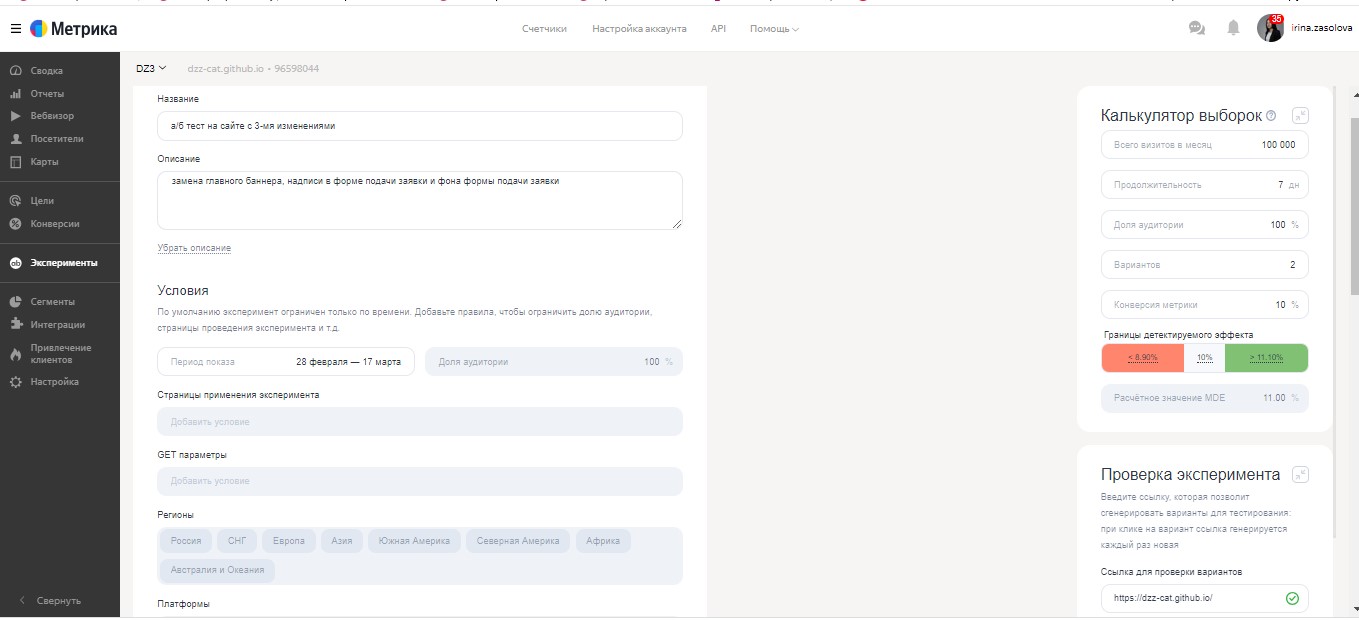 Метрика
Счетчики
Настройка аккаунта
API
Помощь
35
irina.zasolova
Сводка
Отчеты
Вебвизор
Посетители
Карты
Цели
Конверсии
ab
Эксперименты
Сегменты
Интеграции
Привлечение
клиентов
Настройка
Свернуть
DZ3
dzz-cat.github.io • 96598044
Название
а/б тест на сайте с 3-мя изменениями
Описание
замена главного баннера, надписи в форме подачи заявки и фона формы подачи заявки
Убрать описание
Условия
По умолчанию эксперимент ограничен только по времени. Добавьте правила, чтобы ограничить долю аудитории,
страницы проведения эксперимента и т.д.
Период показа 28 февраля — 17 марта
Доля аудитории 100 %
Страницы применения эксперимента
Добавить условие
GET параметры
Добавить условие
Регионы
Россия СНГ Европа Азия Южная Америка Северная Америка Африка
Австралия и Океания
Платформы
Калькулятор выборок ?
Всего визитов в месяц 100 000
Продолжительность 7 дн
Доля аудитории 100 %
Вариантов 2
Конверсия метрики 10 %
Границы детектируемого эффекта
< 8.90% 10% > 11.10%
Расчётное значение MDE 11.00 %
Проверка эксперимента
Введите ссылку, которая позволит
сгенерировать варианты для тестирования:
при клике на вариант ссылка генерируется
каждый раз новая
Ссылка для проверки вариантов
https://dzz-cat.github.io/